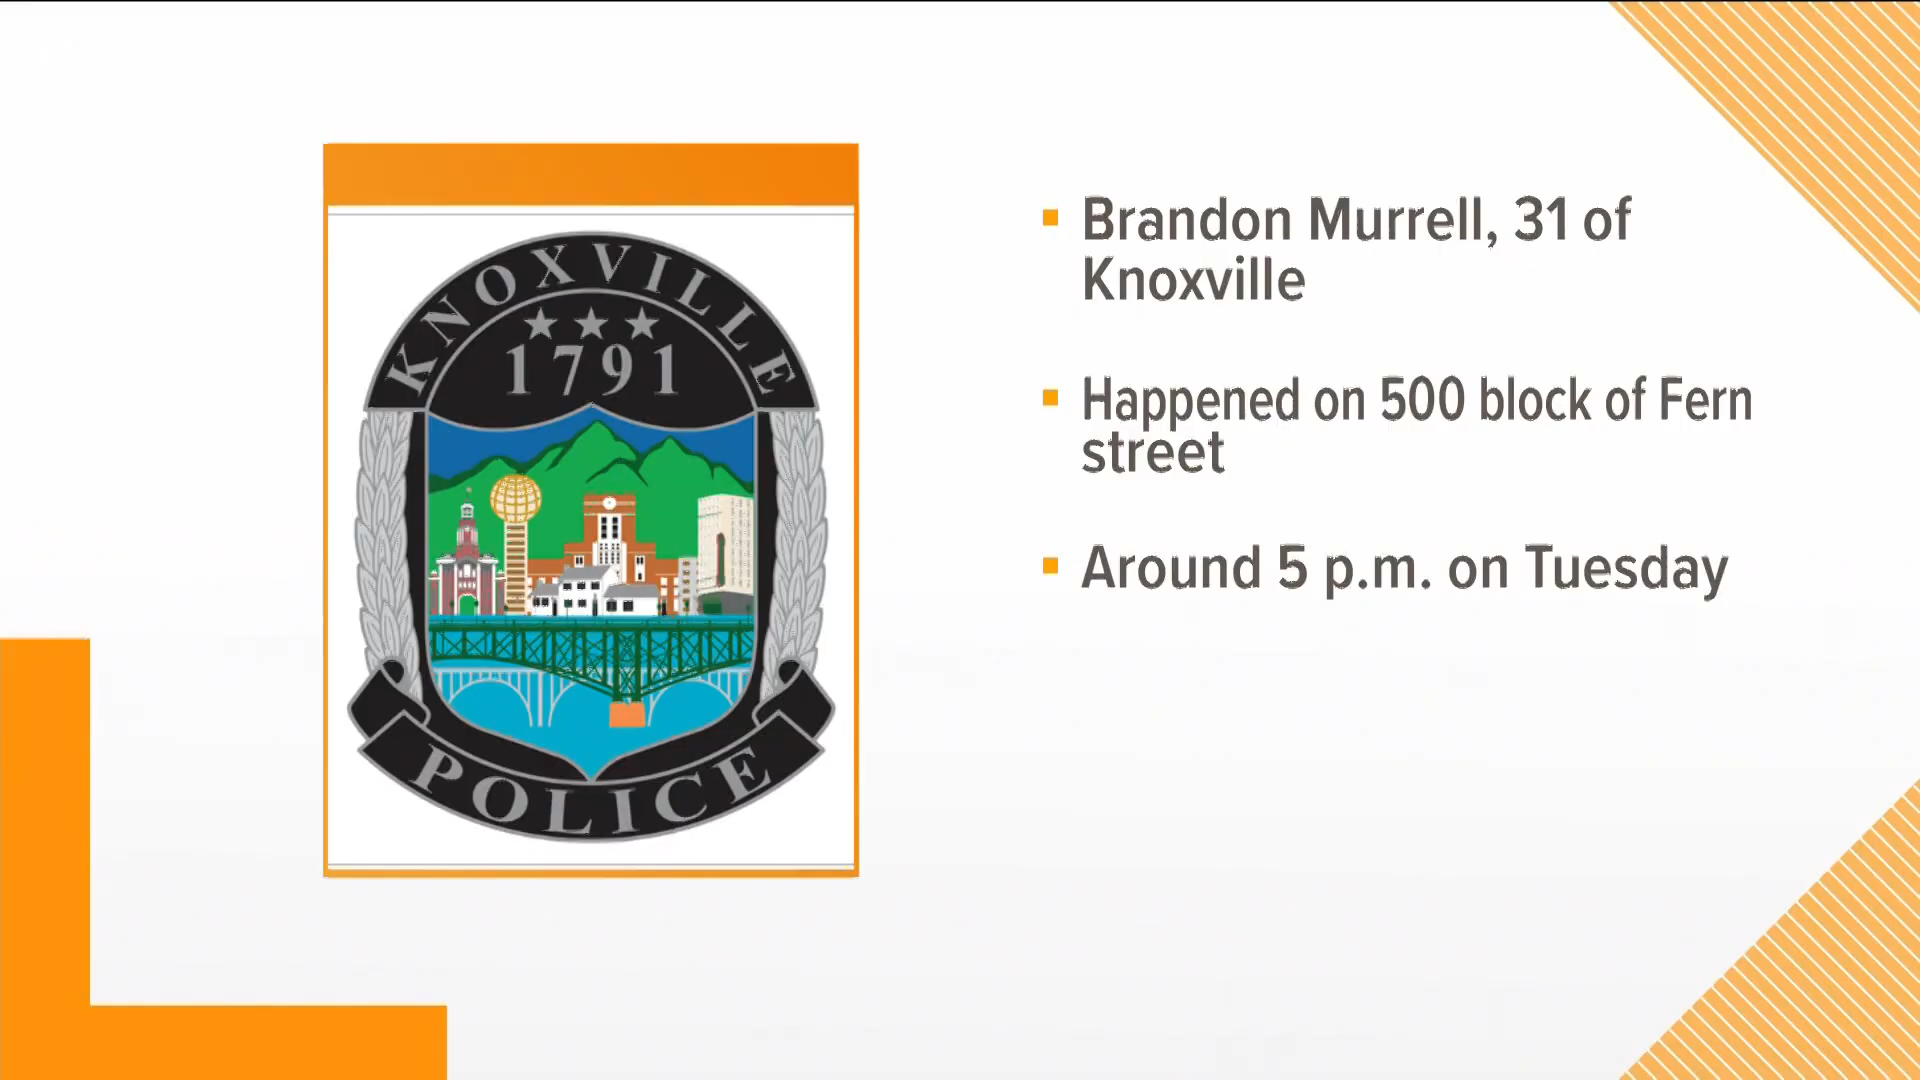 KNOXVILLE
1791
POLICE
Brandon Murrell, 31 of
Knoxville
Happened on 500 block of Fern
street
Around 5 p.m. on Tuesday